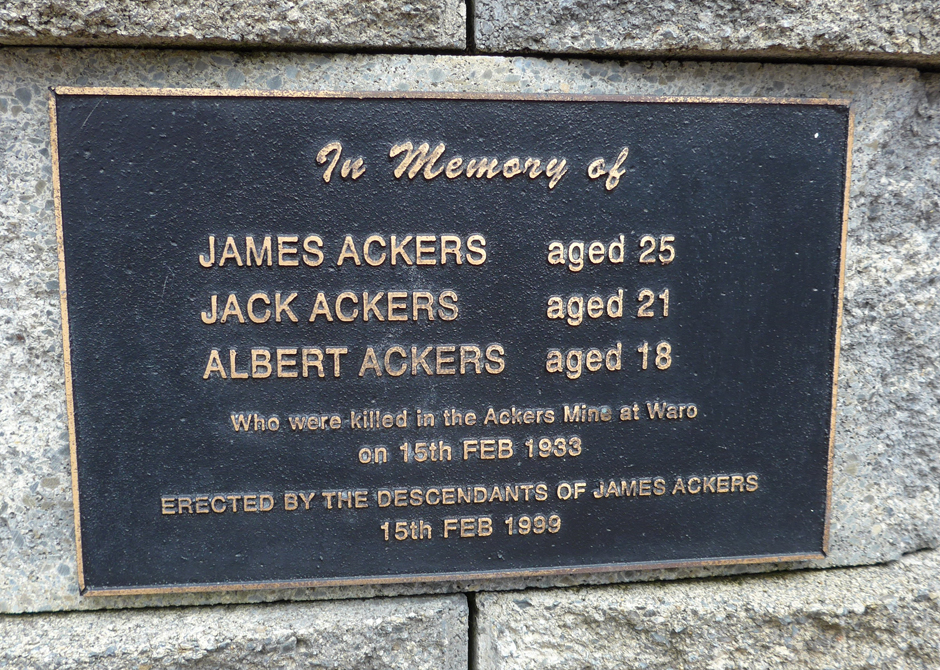 In Memory of
JAMES ACKERS aged 25
JACK ACKERS aged 21
ALBERT ACKERS aged 18
Who were killed in the Ackers Mine at Waro
on 15th FEB 1933
ERECTED BY THE DESCENDANTS OF JAMES ACKERS
15th FEB 1999